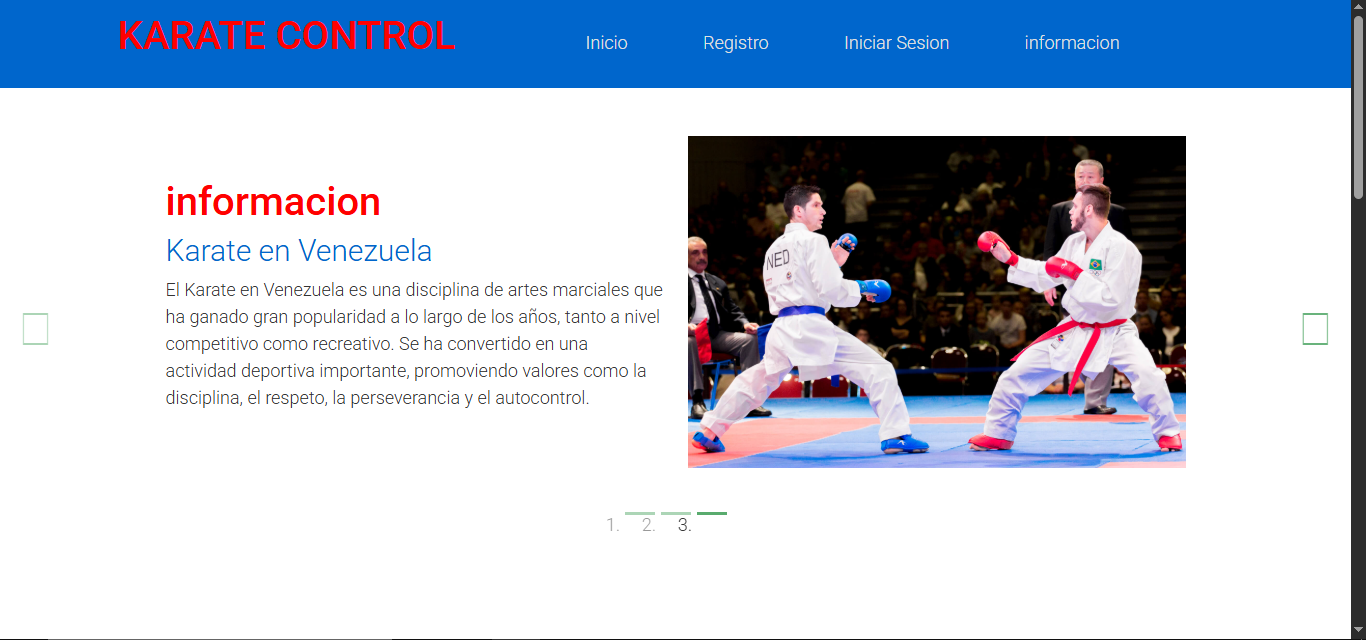 KARATE CONTROL
Inicio
Registro
Iniciar Sesion
informacion
informacion
Karate en Venezuela
El Karate en Venezuela es una disciplina de artes marciales que
ha ganado gran popularidad a lo largo de los años, tanto a nivel
competitivo como recreativo. Se ha convertido en una
actividad deportiva importante, promoviendo valores como la
disciplina, el respeto, la perseverancia y el autocontrol.
NED
1.
2.
3.